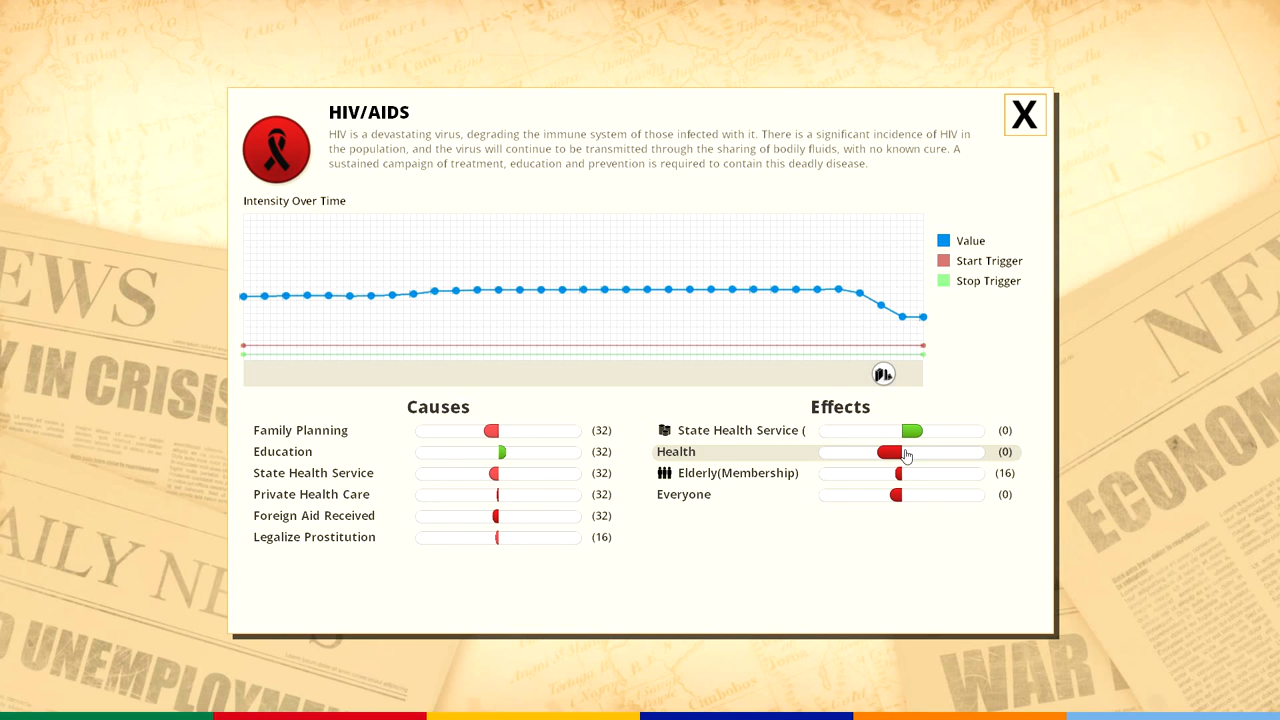 HIV/AIDS
X
HIV is a devastating virus, degrading the immune system of those infected with it. There is a significant incidence of HIV in
the population, and the virus will continue to be transmitted through the sharing of bodily fluids, with no known cure. A
sustained campaign of treatment, education and prevention is required to contain this deadly disease.
Intensity Over Time
Value
Start Trigger
Stop Trigger
Causes
Family Planning (32)
Education (32)
State Health Service (32)
Private Health Care (32)
Foreign Aid Received (32)
Legalize Prostitution (16)
Effects
State Health Service ( (0)
Health (0)
Elderly(Membership) (16)
Everyone (0)
EWS
Y IN CRISIS
AILY NE
D UNEMPLOYM
NE
ECONOM
WAR